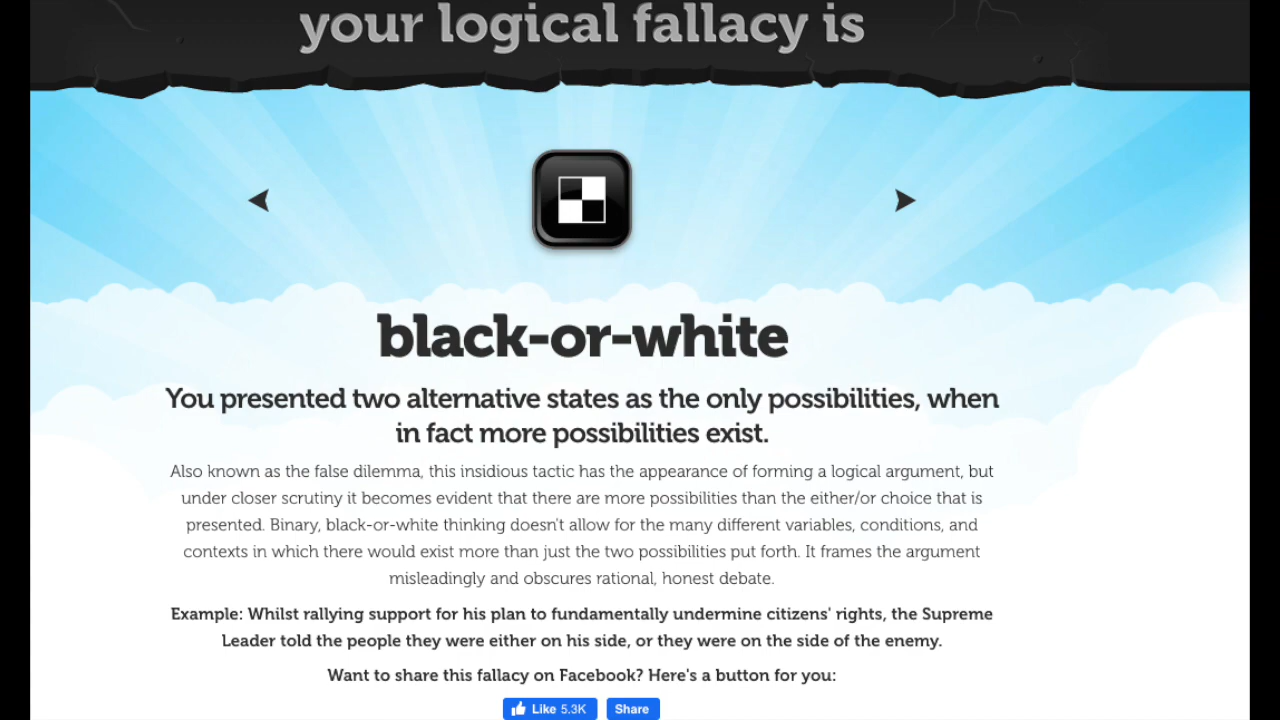 your logical fallacy is
black-or-white
You presented two alternative states as the only possibilities, when
in fact more possibilities exist.
Also known as the false dilemma, this insidious tactic has the appearance of forming a logical argument, but
under closer scrutiny it becomes evident that there are more possibilities than the either/or choice that is
presented. Binary, black-or-white thinking doesn't allow for the many different variables, conditions, and
contexts in which there would exist more than just the two possibilities put forth. It frames the argument
misleadingly and obscures rational, honest debate.
Example: Whilst rallying support for his plan to fundamentally undermine citizens' rights, the Supreme
Leader told the people they were either on his side, or they were on the side of the enemy.
Want to share this fallacy on Facebook? Here's a button for you:
Like 5.3K Share